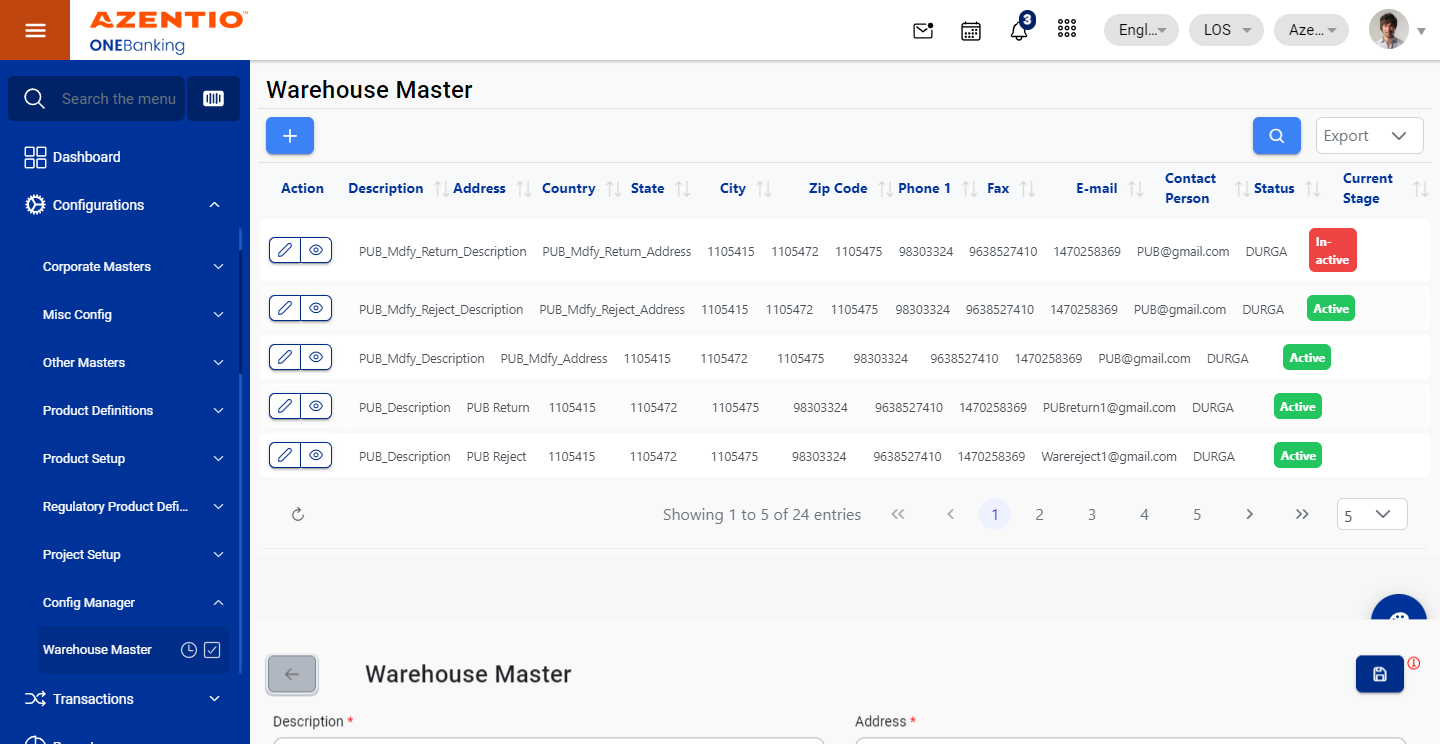 AZENTIO™
ONEBanking
3
Engl...
LOS
Aze...
Search the menu
Dashboard
Configurations
Corporate Masters
Misc Config
Other Masters
Product Definitions
Product Setup
Regulatory Product Defi...
Project Setup
Config Manager
Warehouse Master
Transactions
Warehouse Master
Export
Action Description Address Country State City Zip Code Phone 1 Fax E-mail Contact Person Status Current Stage
PUB_Mdfy_Return_Description PUB_Mdfy_Return_Address 1105415 1105472 1105475 98303324 9638527410 1470258369 PUB@gmail.com DURGA In-active
PUB_Mdfy_Reject_Description PUB_Mdfy_Reject_Address 1105415 1105472 1105475 98303324 9638527410 1470258369 PUB@gmail.com DURGA Active
PUB_Mdfy_Description PUB_Mdfy_Address 1105415 1105472 1105475 98303324 9638527410 1470258369 PUB@gmail.com DURGA Active
PUB_Description PUB Return 1105415 1105472 1105475 98303324 9638527410 1470258369 PUBreturn1@gmail.com DURGA Active
PUB_Description PUB Reject 1105415 1105472 1105475 98303324 9638527410 1470258369 Warereject1@gmail.com DURGA Active
Showing 1 to 5 of 24 entries
1 2 3 4 5
5
Warehouse Master
Description *
Address *